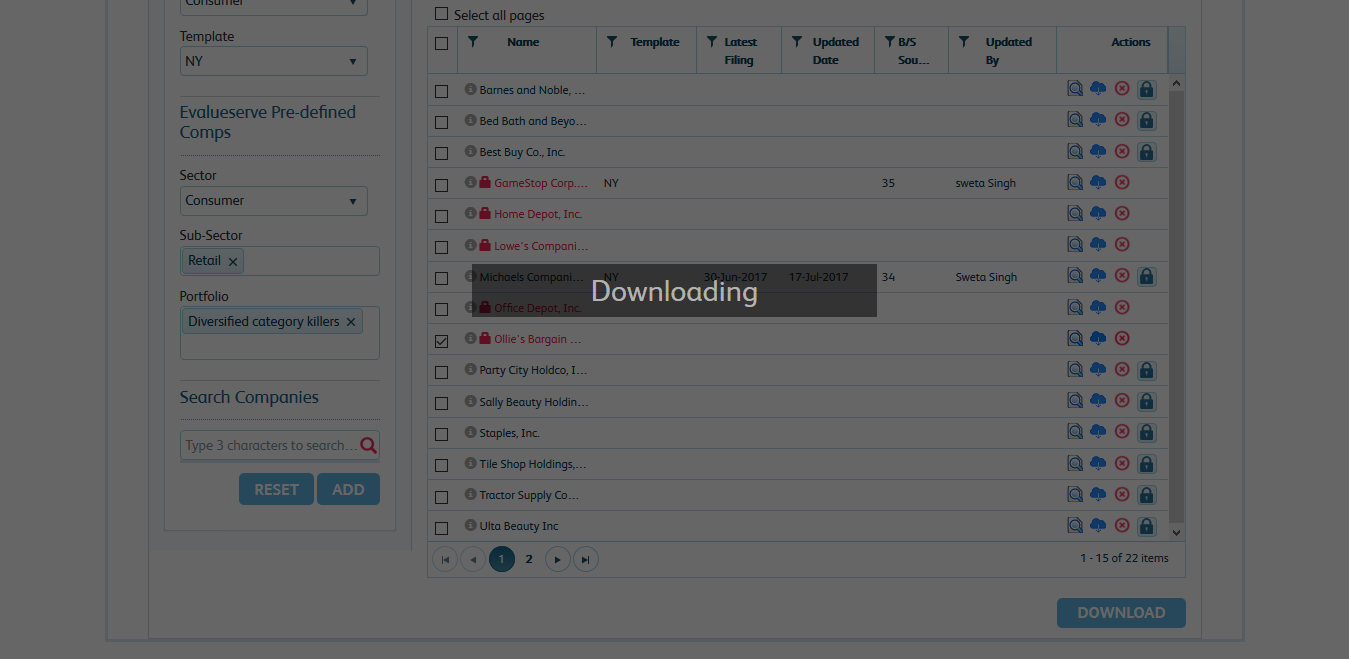 Consumer
Template
NY
Evalueserve Pre-defined
Comps
Sector
Consumer
Sub-Sector
Retail ×
Portfolio
Diversified category killers ×
Search Companies
Type 3 characters to search...
RESET
ADD
Select all pages
Name
Template
Latest
Filing
Updated
Date
B/S
Sou...
Updated
By
Actions
Barnes and Noble, ...
Bed Bath and Beyo...
Best Buy Co., Inc.
GameStop Corp.... NY 35 sweta Singh
Home Depot, Inc.
Lowe's Compani...
Michaels Compani... NY 30-Jun-2017 17-Jul-2017 34 Sweta Singh
Downloading
Office Depot, Inc.
Ollie's Bargain ...
Party City Holdco, I...
Sally Beauty Holdin...
Staples, Inc.
Tile Shop Holdings,...
Tractor Supply Co...
Ulta Beauty Inc
1 2
1 - 15 of 22 items
DOWNLOAD